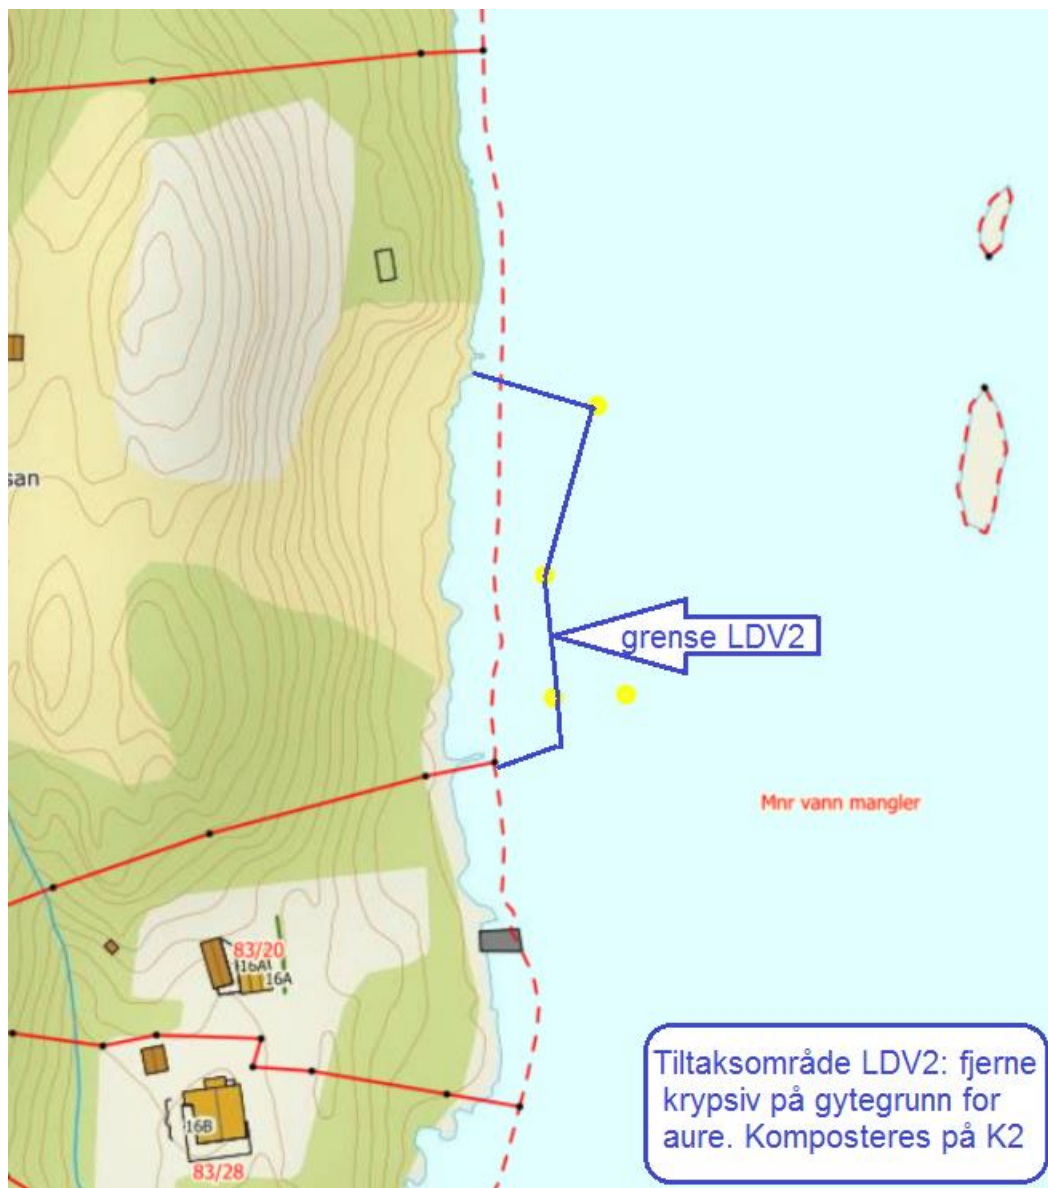 san
grense LDV2
Mnr vann mangler
83/20
16A
16A
16B
83/28
Tiltaksområde LDV2: fjerne
krypsiv på gytegrunn for
aure. Komposteres på K2